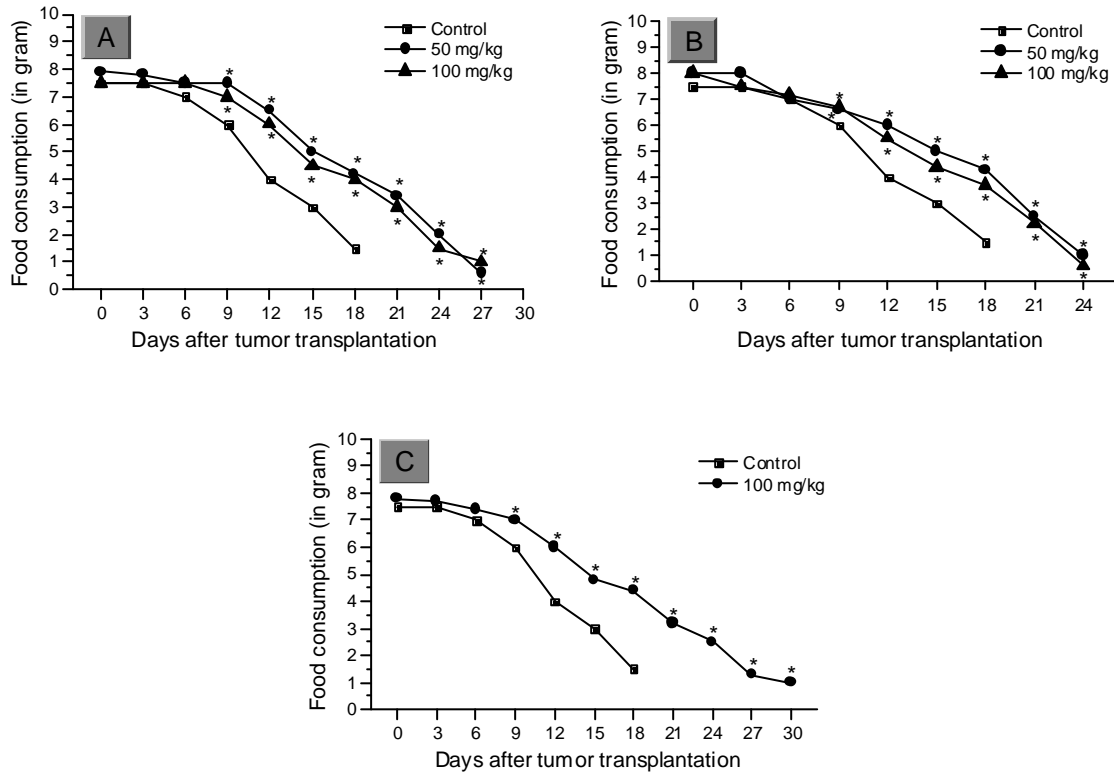 A
Control
50 mg/kg
100 mg/kg
Food consumption (in gram)
10
9
8
7
6
5
4
3
2
1
0
* * * * * * *
* * * * * * *
0 3 6 9 12 15 18 21 24 27 30
Days after tumor transplantation
B
Control
50 mg/kg
100 mg/kg
Food consumption (in gram)
10
9
8
7
6
5
4
3
2
1
0
* * * * * *
* * * * * *
0 3 6 9 12 15 18 21 24
Days after tumor transplantation
C
Control
100 mg/kg
Food consumption (in gram)
10
9
8
7
6
5
4
3
2
1
0
* * * * * * * *
0 3 6 9 12 15 18 21 24 27 30
Days after tumor transplantation